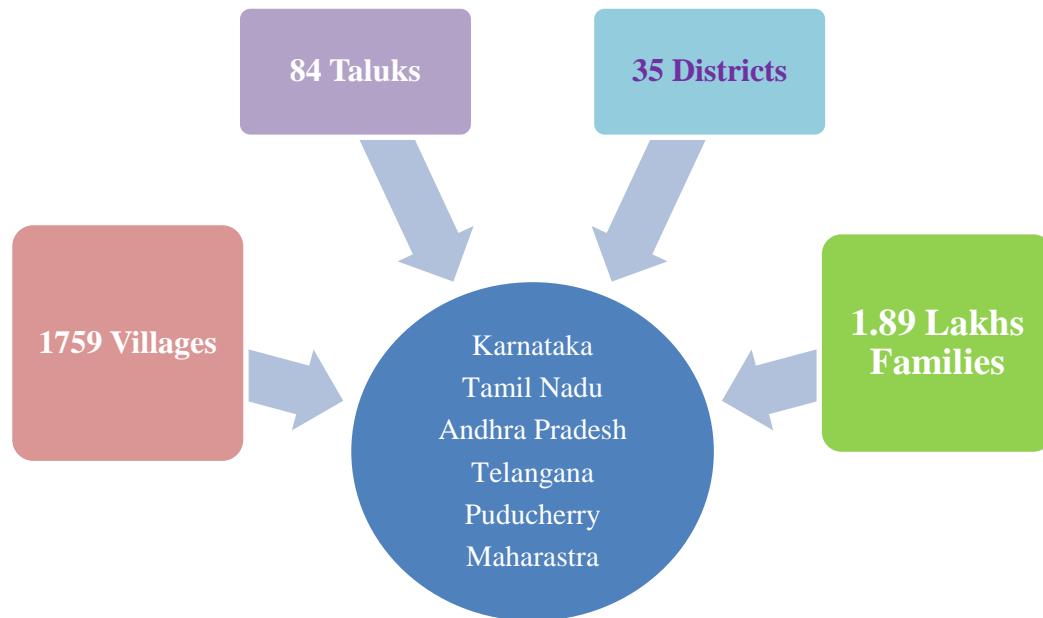 84 Taluks
35 Districts
1759 Villages
1.89 Lakhs
Families
Karnataka
Tamil Nadu
Andhra Pradesh
Telangana
Puducherry
Maharastra